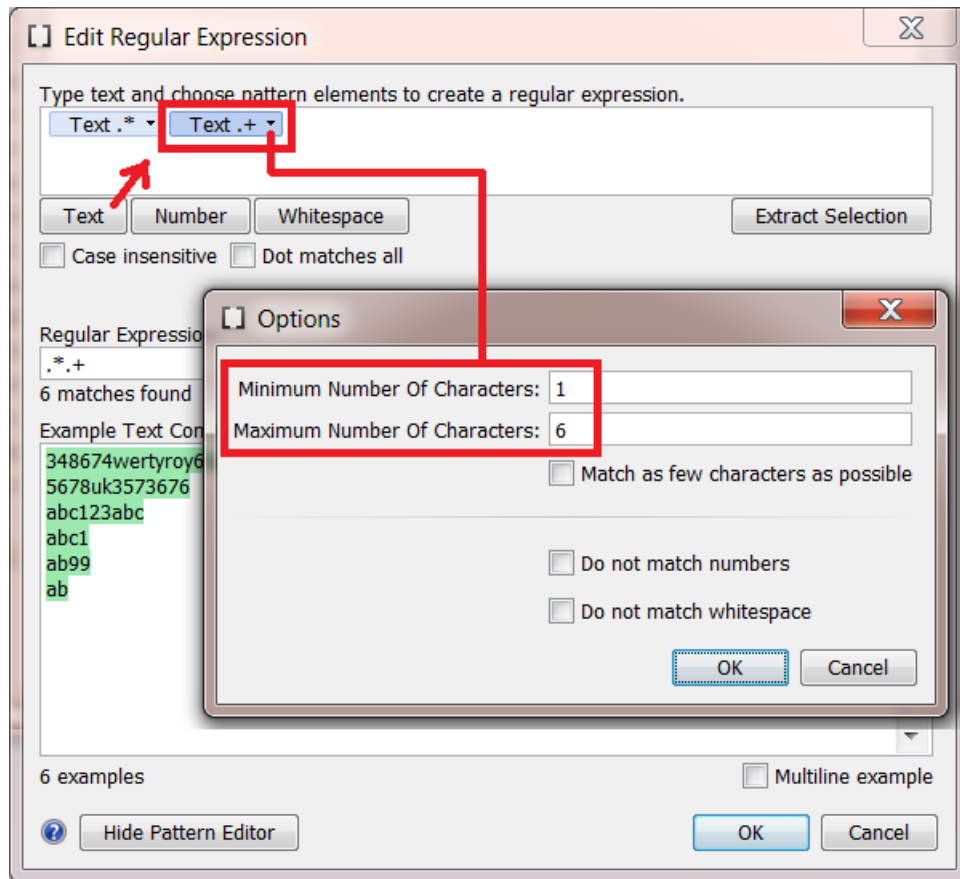 Edit Regular Expression
Type text and choose pattern elements to create a regular expression.
Text .* Text .+
Text Number Whitespace Extract Selection
Case insensitive Dot matches all
Regular Expressio
.*.+
6 matches found
Example Text Con
348674wertyroy6
5678uk3573676
abc123abc
abc1
ab99
ab
Options
Minimum Number Of Characters: 1
Maximum Number Of Characters: 6
Match as few characters as possible
Do not match numbers
Do not match whitespace
OK Cancel
6 examples Multiline example
Hide Pattern Editor OK Cancel